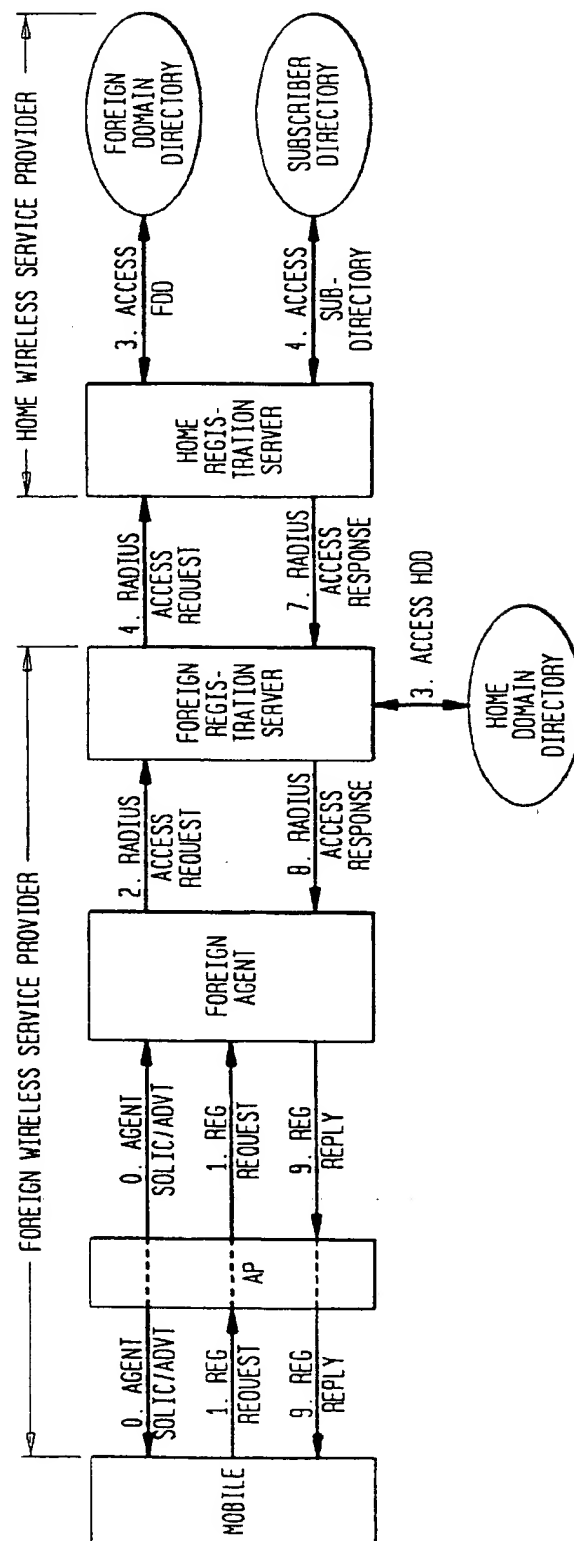 FOREIGN WIRELESS SERVICE PROVIDER
HOME WIRELESS SERVICE PROVIDER
MOBILE
0. AGENT
SOLIC/ADVT
1. REG
REQUEST
9. REG
REPLY
AP
0. AGENT
SOLIC/ADVT
1. REG
REQUEST
9. REG
REPLY
FOREIGN
AGENT
2. RADIUS
ACCESS
REQUEST
8. RADIUS
ACCESS
RESPONSE
FOREIGN
REGIS-
TRATION
SERVER
3. ACCESS HDD
HOME
DOMAIN
DIRECTORY
4. RADIUS
ACCESS
REQUEST
7. RADIUS
ACCESS
RESPONSE
HOME
REGIS-
TRATION
SERVER
3. ACCESS
FDD
4. ACCESS
SUB-
DIRECTORY
FOREIGN
DOMAIN
DIRECTORY
SUBSCRIBER
DIRECTORY